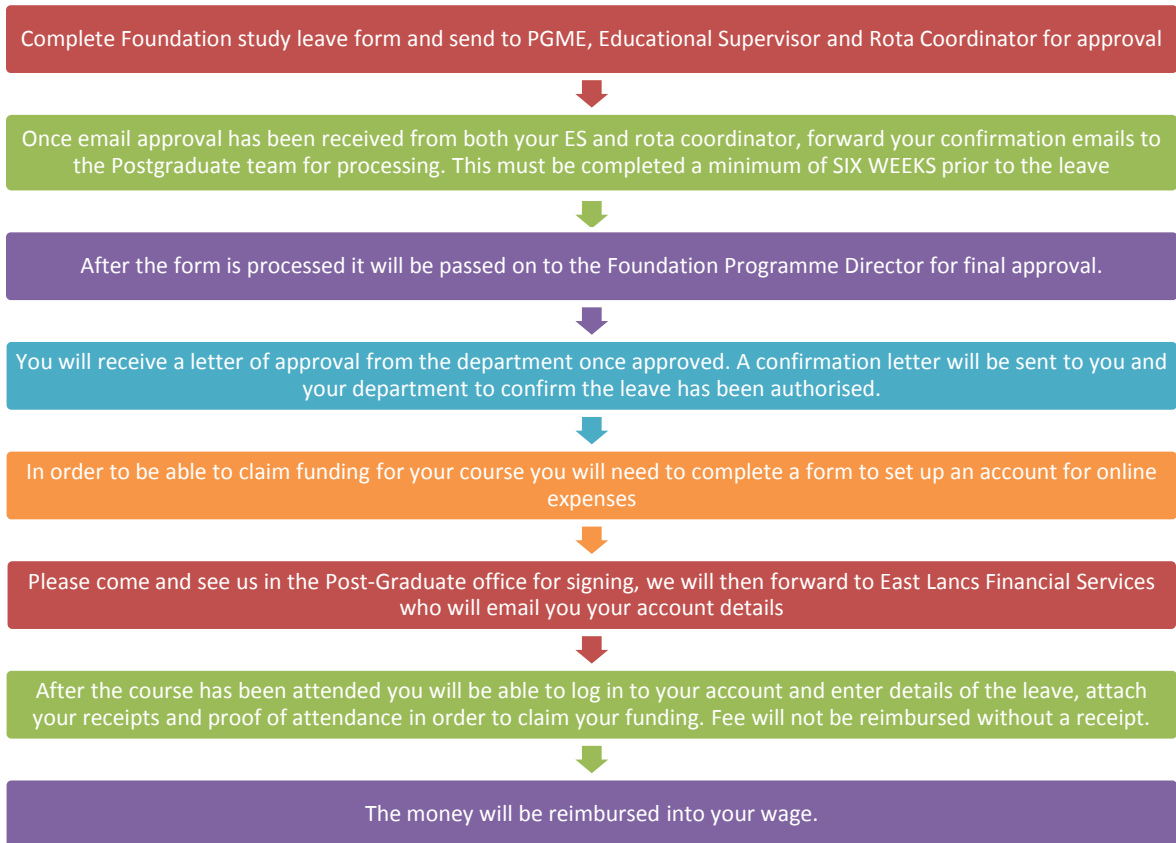 Complete Foundation study leave form and send to PGME, Educational Supervisor and Rota Coordinator for approval
Once email approval has been received from both your ES and rota coordinator, forward your confirmation emails to
the Postgraduate team for processing. This must be completed a minimum of SIX WEEKS prior to the leave
After the form is processed it will be passed on to the Foundation Programme Director for final approval.
You will receive a letter of approval from the department once approved. A confirmation letter will be sent to you and
your department to confirm the leave has been authorised.
In order to be able to claim funding for your course you will need to complete a form to set up an account for online
expenses
Please come and see us in the Post-Graduate office for signing, we will then forward to East Lancs Financial Services
who will email you your account details
After the course has been attended you will be able to log in to your account and enter details of the leave, attach
your receipts and proof of attendance in order to claim your funding. Fee will not be reimbursed without a receipt.
The money will be reimbursed into your wage.